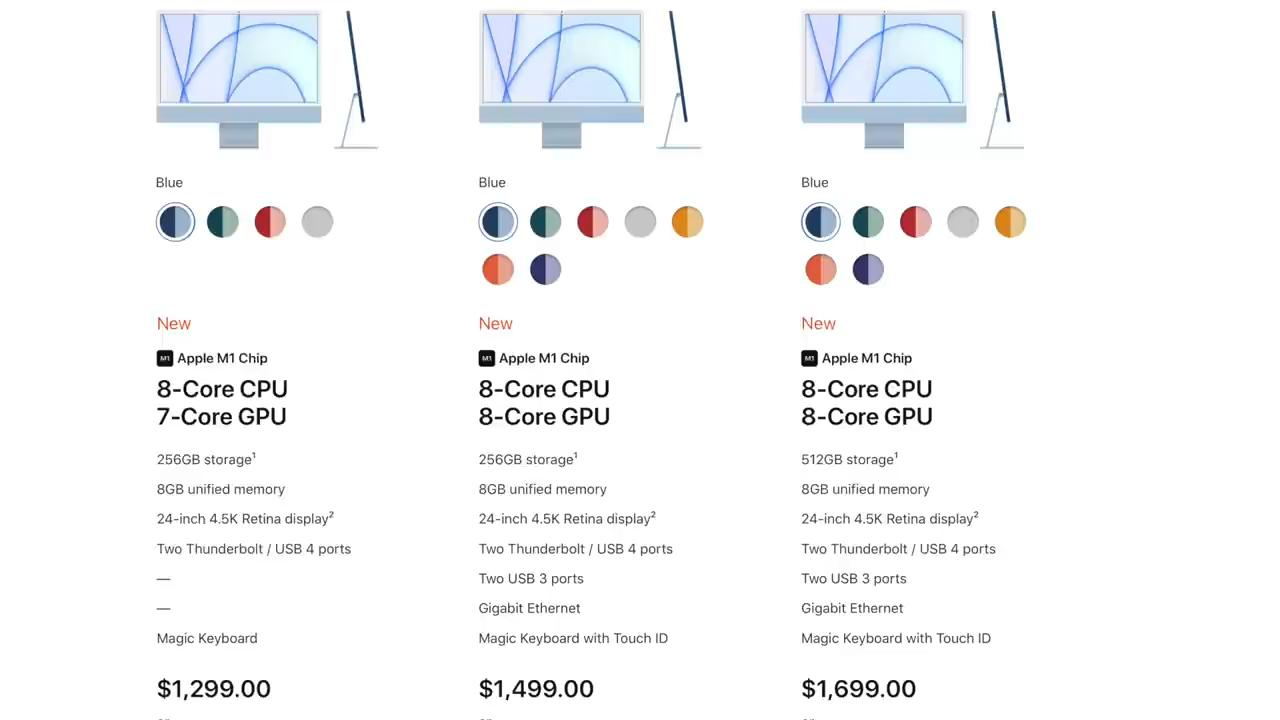 Blue
New
M1 Apple M1 Chip
8-Core CPU
7-Core GPU
256GB storage¹
8GB unified memory
24-inch 4.5K Retina display²
Two Thunderbolt / USB 4 ports
—
—
Magic Keyboard
$1,299.00
Blue
New
M1 Apple M1 Chip
8-Core CPU
8-Core GPU
256GB storage¹
8GB unified memory
24-inch 4.5K Retina display²
Two Thunderbolt / USB 4 ports
Two USB 3 ports
Gigabit Ethernet
Magic Keyboard with Touch ID
$1,499.00
Blue
New
M1 Apple M1 Chip
8-Core CPU
8-Core GPU
512GB storage¹
8GB unified memory
24-inch 4.5K Retina display²
Two Thunderbolt / USB 4 ports
Two USB 3 ports
Gigabit Ethernet
Magic Keyboard with Touch ID
$1,699.00